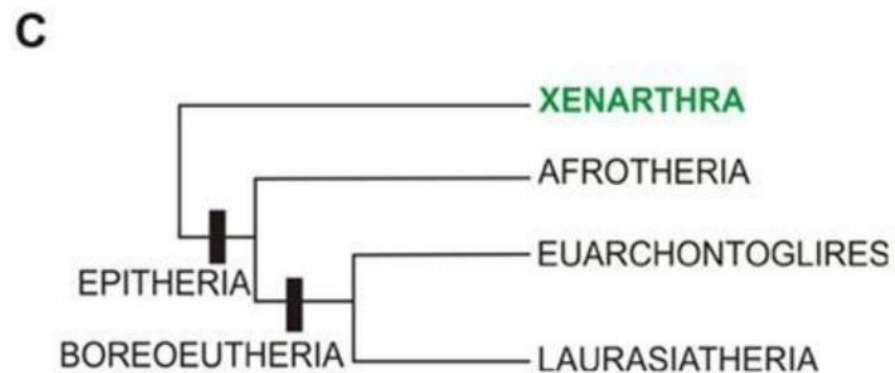 C
XENARTHRA
AFROTHERIA
EUARCHONTOGLIRES
EPITHERIA
BOREOEUTHERIA
LAURASIATHERIA